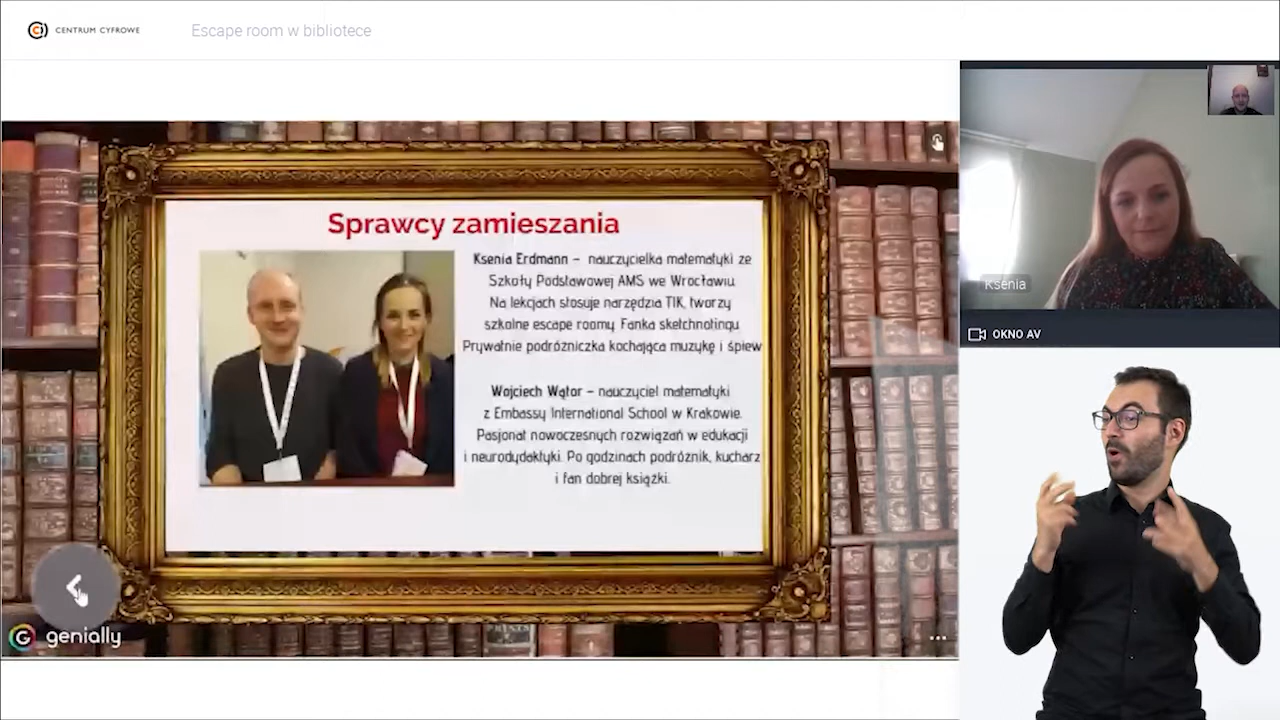 CENTRUM CYFROWE
Escape room w bibliotece
Sprawcy zamieszania
Ksenia Erdmann – nauczycielka matematyki ze
Szkoły Podstawowej AMS we Wrocławiu.
Na lekcjach stosuje narzędzia TIK, tworzy
szkolne escape roomy. Fanka sketchnotingu.
Prywatnie podróżniczka kochająca muzykę i śpiew
Wojciech Wątor – nauczyciel matematyki
z Embassy International School w Krakowie.
Pasjonat nowoczesnych rozwiązań w edukacji
i neurodydaktyki. Po godzinach podróżnik, kucharz
i fan dobrej książki.
genially
Ksenia
OKNO AV